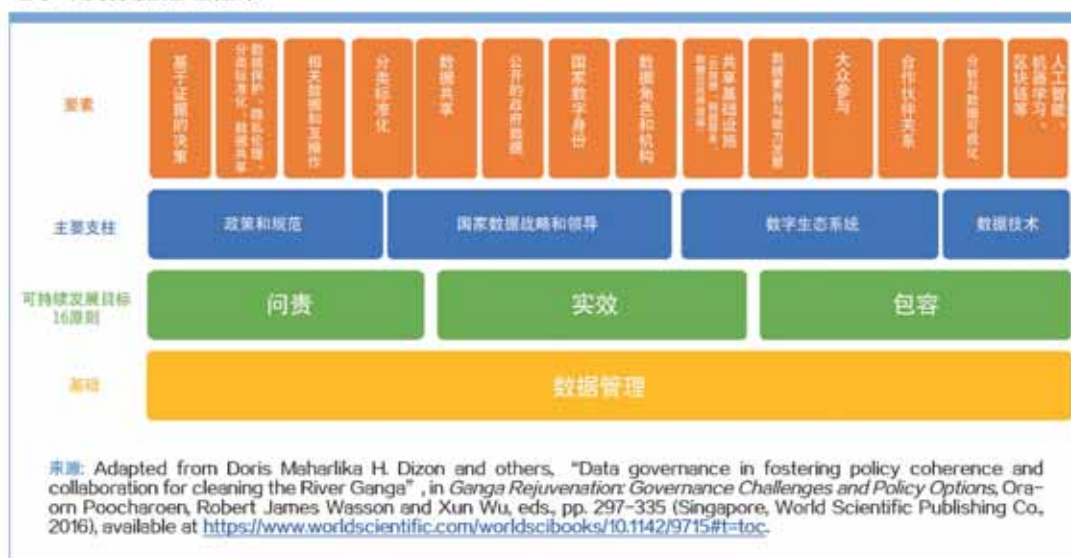 要素
基于证据的决策
数据保护、隐私伦理、
分类标准化、数据共享
相关数据和互操作
分类标准化
数据共享
公开的政府数据
国家数字身份
数据角色和机构
共享基础设施
数据素养与能力发展
大众参与
合作伙伴关系
分析与数据可视化
人工智能、
机器学习、
区块链等
主要支柱
政策和规范
国家数据战略和领导
数字生态系统
数据技术
可持续发展目标
16原则
问责
实效
包容
基础
数据管理
来源: Adapted from Doris Maharlika H. Dizon and others, “Data governance in fostering policy coherence and
collaboration for cleaning the River Ganga”, in Ganga Rejuvenation: Governance Challenges and Policy Options, Ora-
orn Poocharoen, Robert James Wasson and Xun Wu, eds., pp. 297-335 (Singapore, World Scientific Publishing Co.,
2016), available at https://www.worldscientific.com/worldscibooks/10.1142/9715#t=toc.